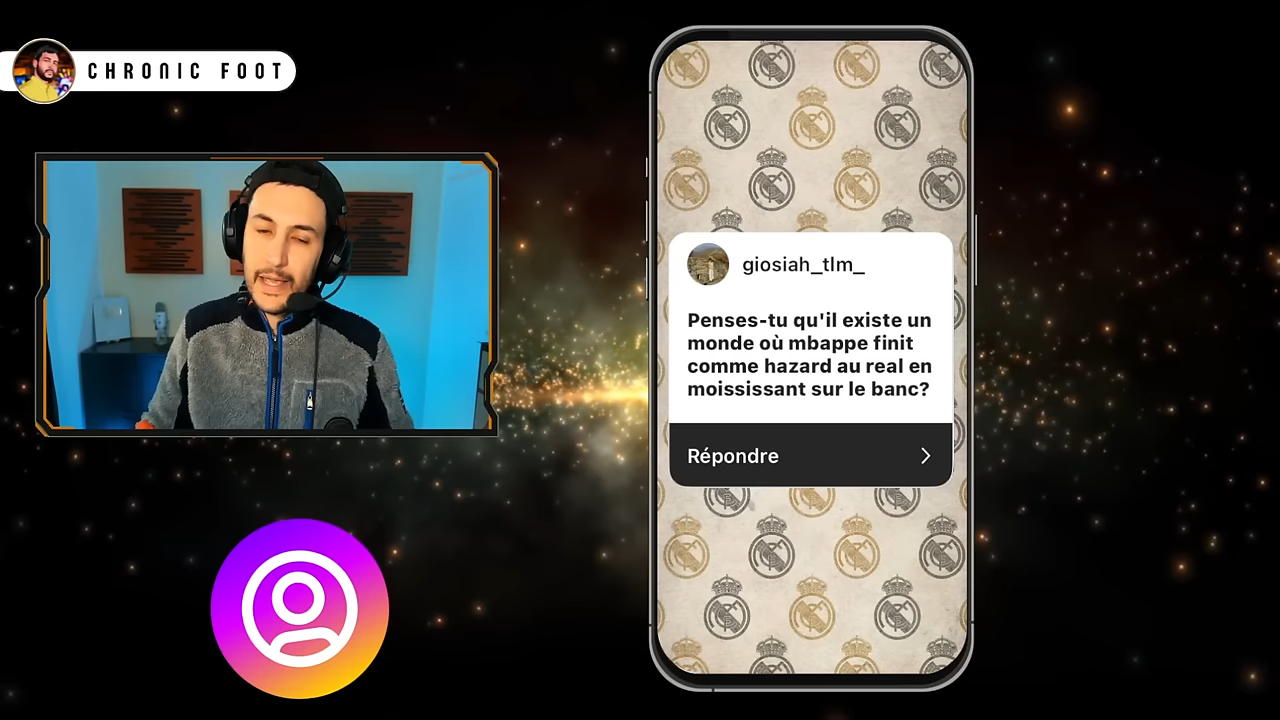 CHRONIC FOOT
giosiah_tlm_
Penses-tu qu'il existe un
monde où mbappe finit
comme hazard au real en
moississant sur le banc?
Répondre